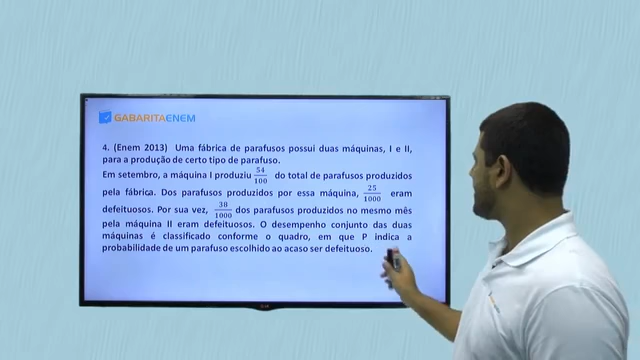 GABARITAENEM
4. (Enem 2013) Uma fábrica de parafusos possui duas máquinas, I e II,
para a produção de certo tipo de parafuso.
Em setembro, a máquina I produziu 54/100 do total de parafusos produzidos
pela fábrica. Dos parafusos produzidos por essa máquina, 25/1000 eram
defeituosos. Por sua vez, 38/1000 dos parafusos produzidos no mesmo mês
pela máquina II eram defeituosos. O desempenho conjunto das duas
máquinas é classificado conforme o quadro, em que P indica a
probabilidade de um parafuso escolhido ao acaso ser defeituoso.